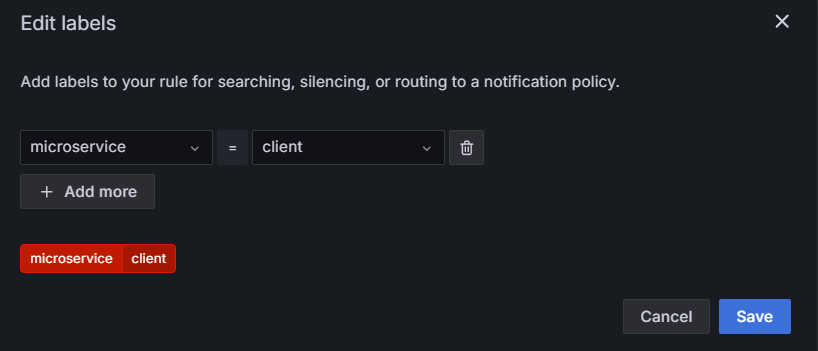 Edit labels
Add labels to your rule for searching, silencing, or routing to a notification policy.
microservice = client
+ Add more
microservice client
Cancel Save